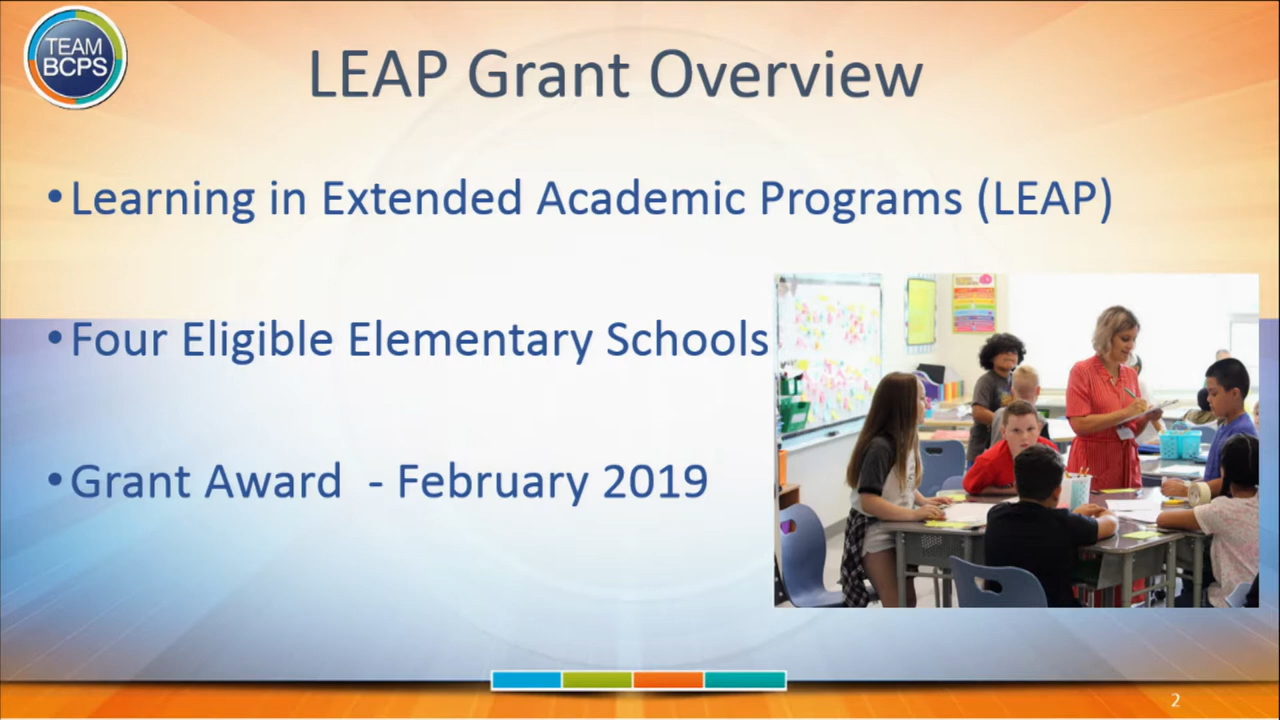 TEAM
BCPS
LEAP Grant Overview
•Learning in Extended Academic Programs (LEAP)
•Four Eligible Elementary Schools
•Grant Award - February 2019
2